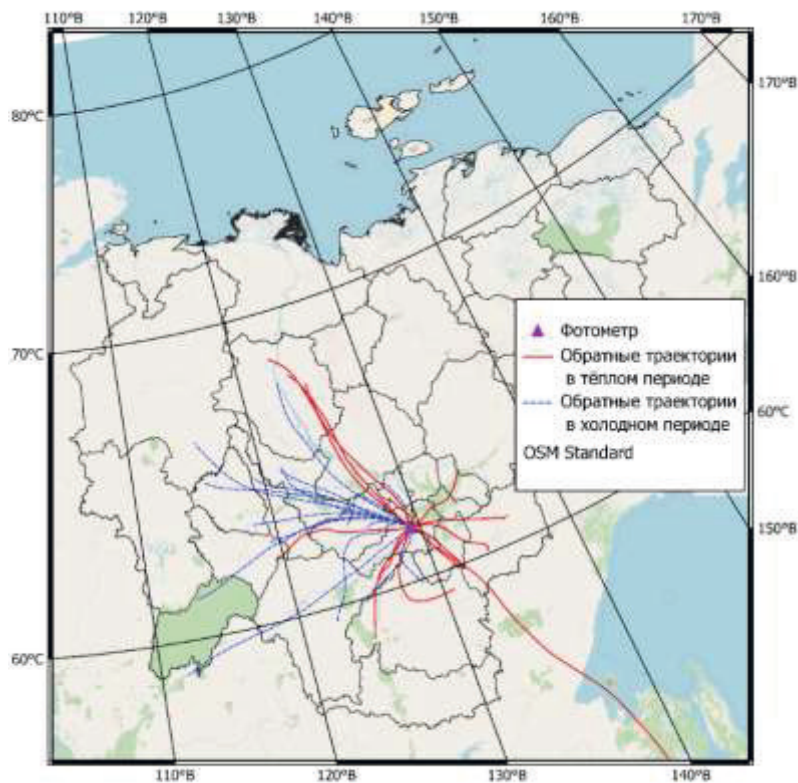 110°В 120°В 130°В 140°В 150°В 160°В 170°В
80°С
170°В
160°В
70°С
Фотометр
Обратные траектории
в тёплом периоде
Обратные траектории
в холодном периоде
OSM Standard
60°С
150°В
60°С
110°В 120°В 130°В 140°В